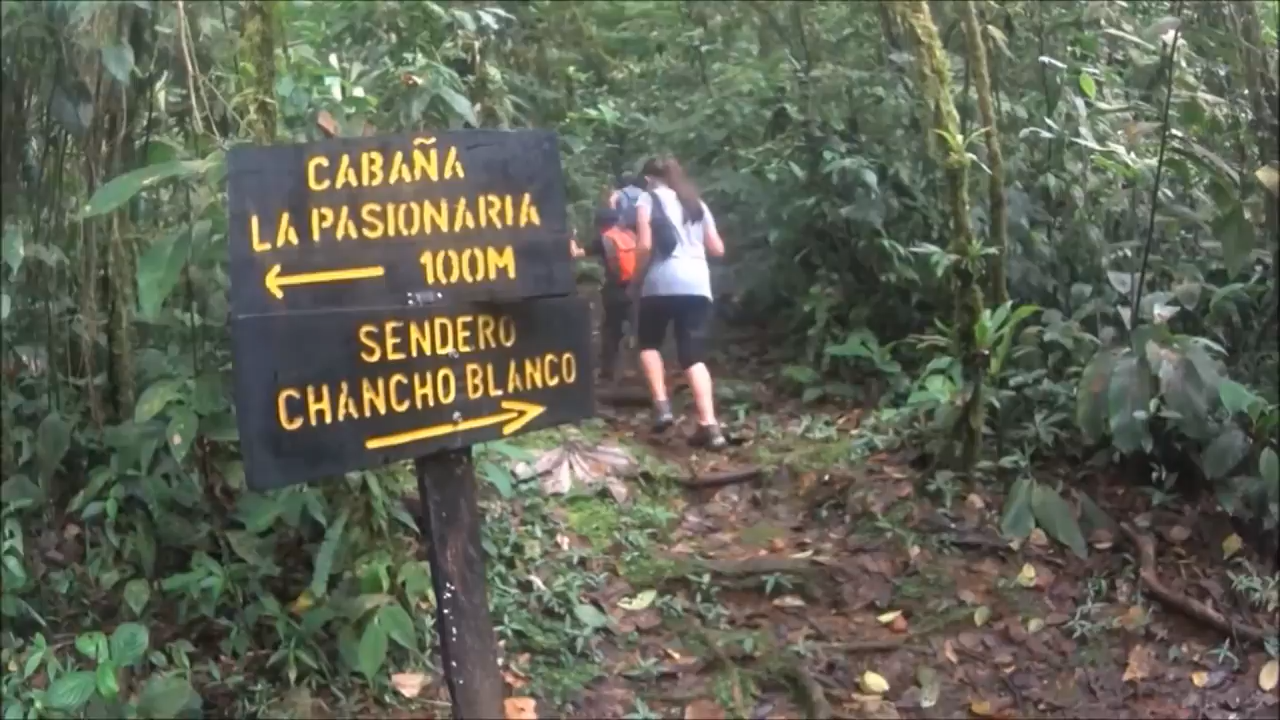 CABAÑA
LA PASIONARIA
← 100M
SENDERO
CHANCHO BLANCO
→